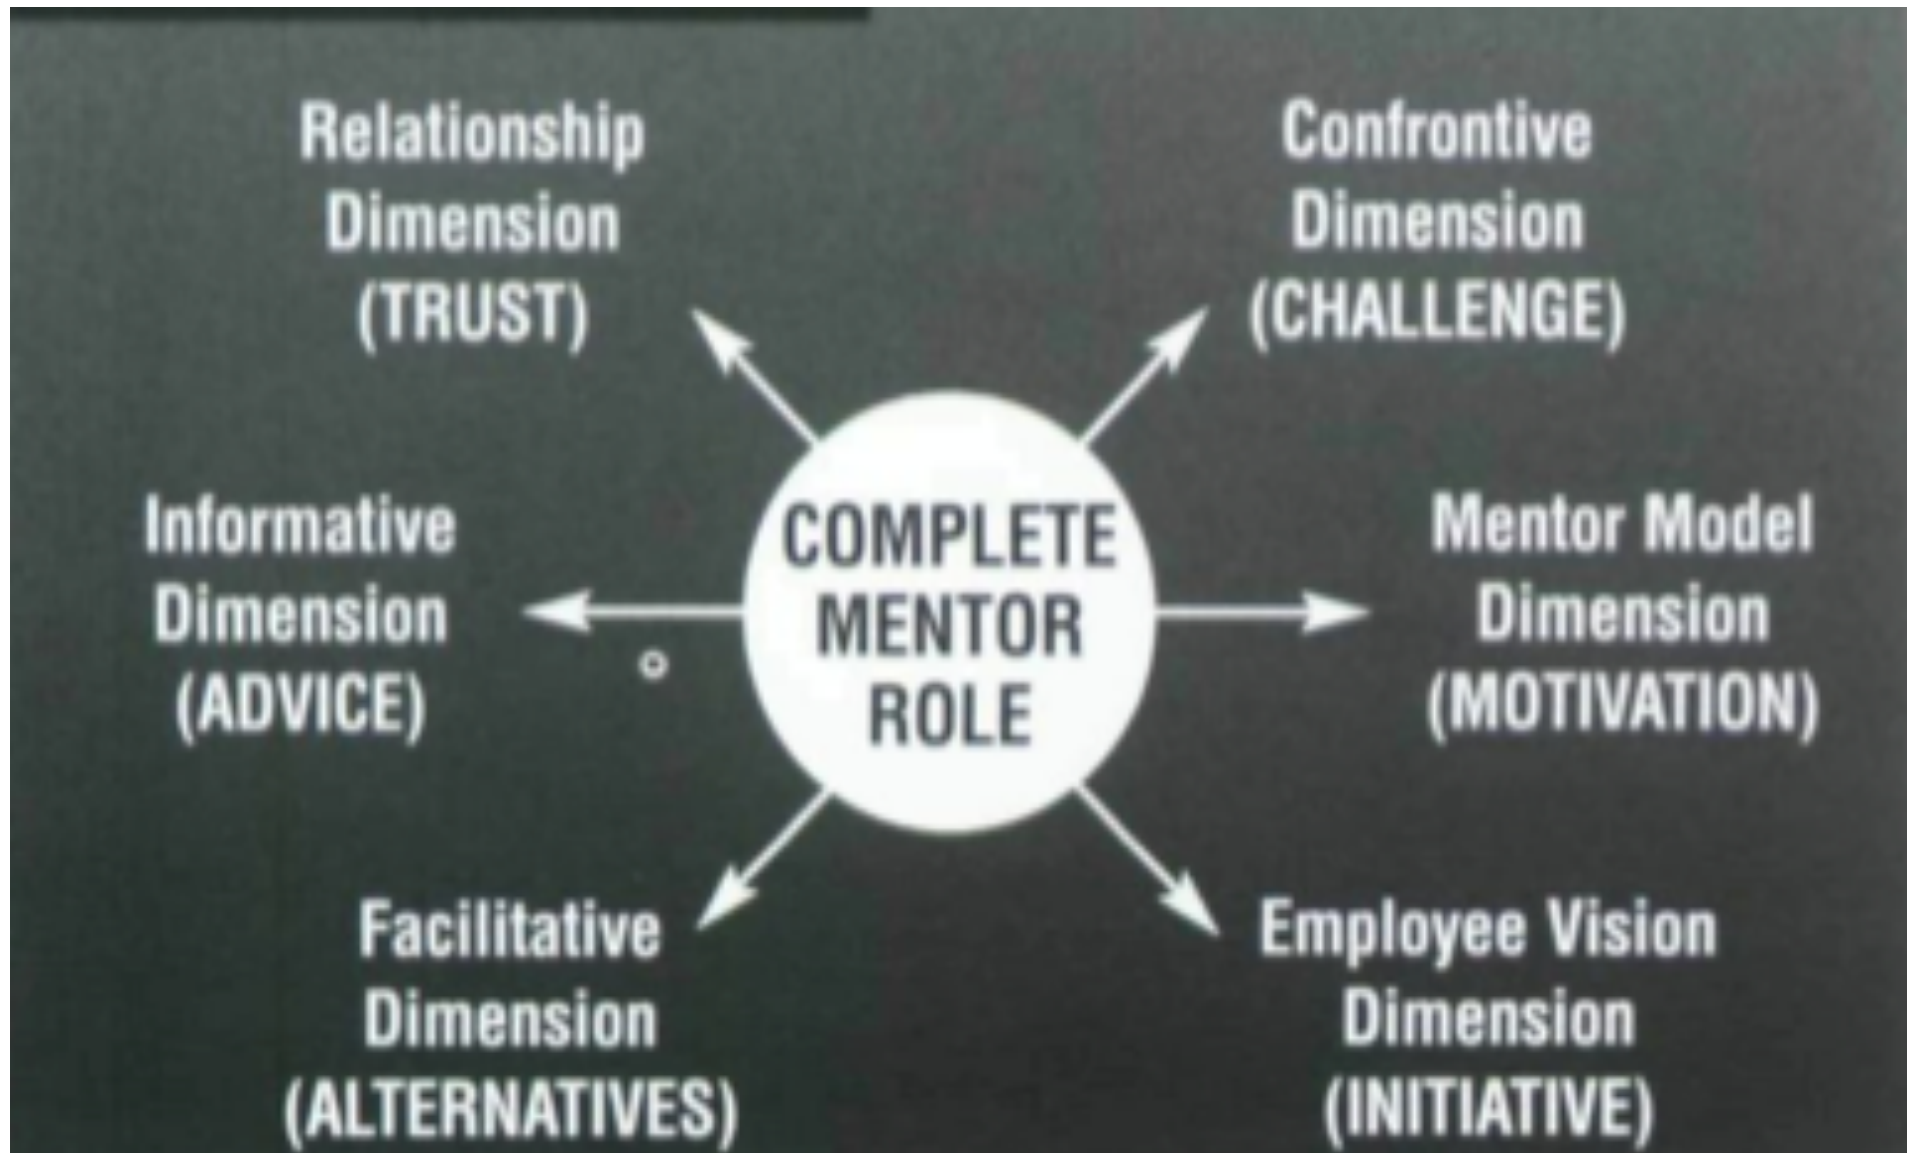 Relationship
Dimension
(TRUST)
Confrontive
Dimension
(CHALLENGE)
Informative
Dimension
(ADVICE)
COMPLETE
MENTOR
ROLE
Mentor Model
Dimension
(MOTIVATION)
Facilitative
Dimension
(ALTERNATIVES)
Employee Vision
Dimension
(INITIATIVE)